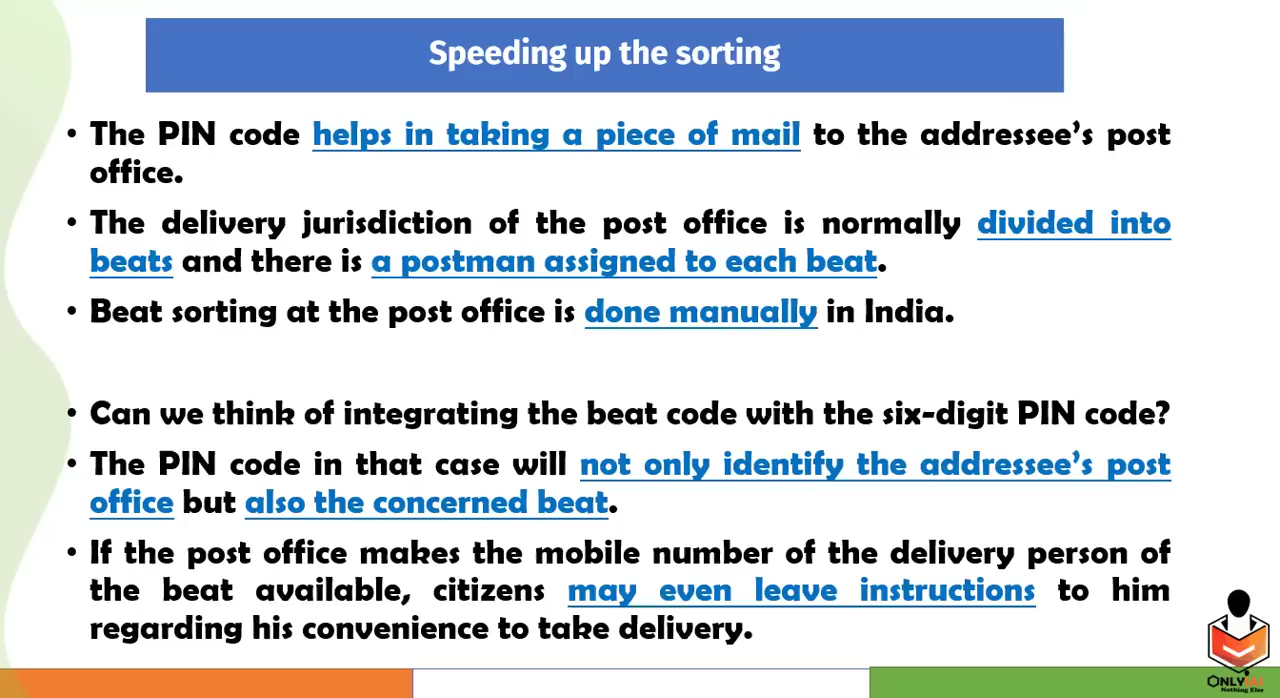 Speeding up the sorting
• The PIN code helps in taking a piece of mail to the addressee’s post
office.
• The delivery jurisdiction of the post office is normally divided into
beats and there is a postman assigned to each beat.
• Beat sorting at the post office is done manually in India.
• Can we think of integrating the beat code with the six-digit PIN code?
• The PIN code in that case will not only identify the addressee’s post
office but also the concerned beat.
• If the post office makes the mobile number of the delivery person of
the beat available, citizens may even leave instructions to him
regarding his convenience to take delivery.
ONLYIAS
Nothing Else